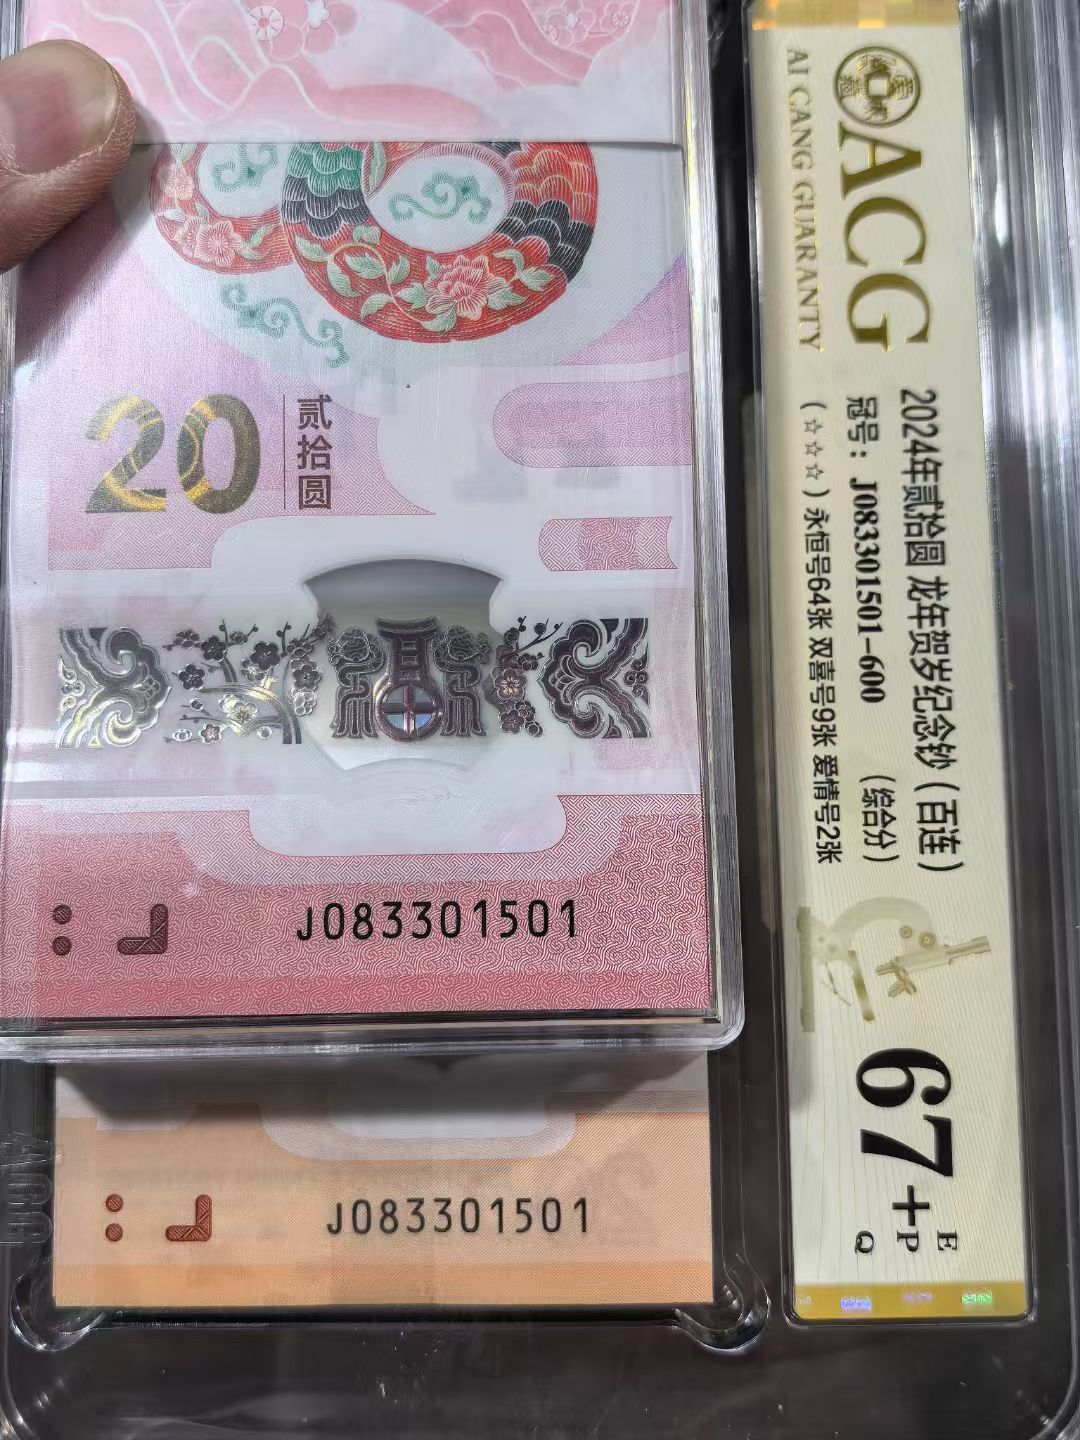 20
贰拾圆
J083301501
J083301501
ACG
AI CANG GUARANTY
2024年贰拾圆 龙年贺岁纪念钞（百连）
冠号：J083301501-600 （综合分）
（☆☆☆）永恒号64张 双喜号9张 爱情号2张
67+
E
P
Q
ACG